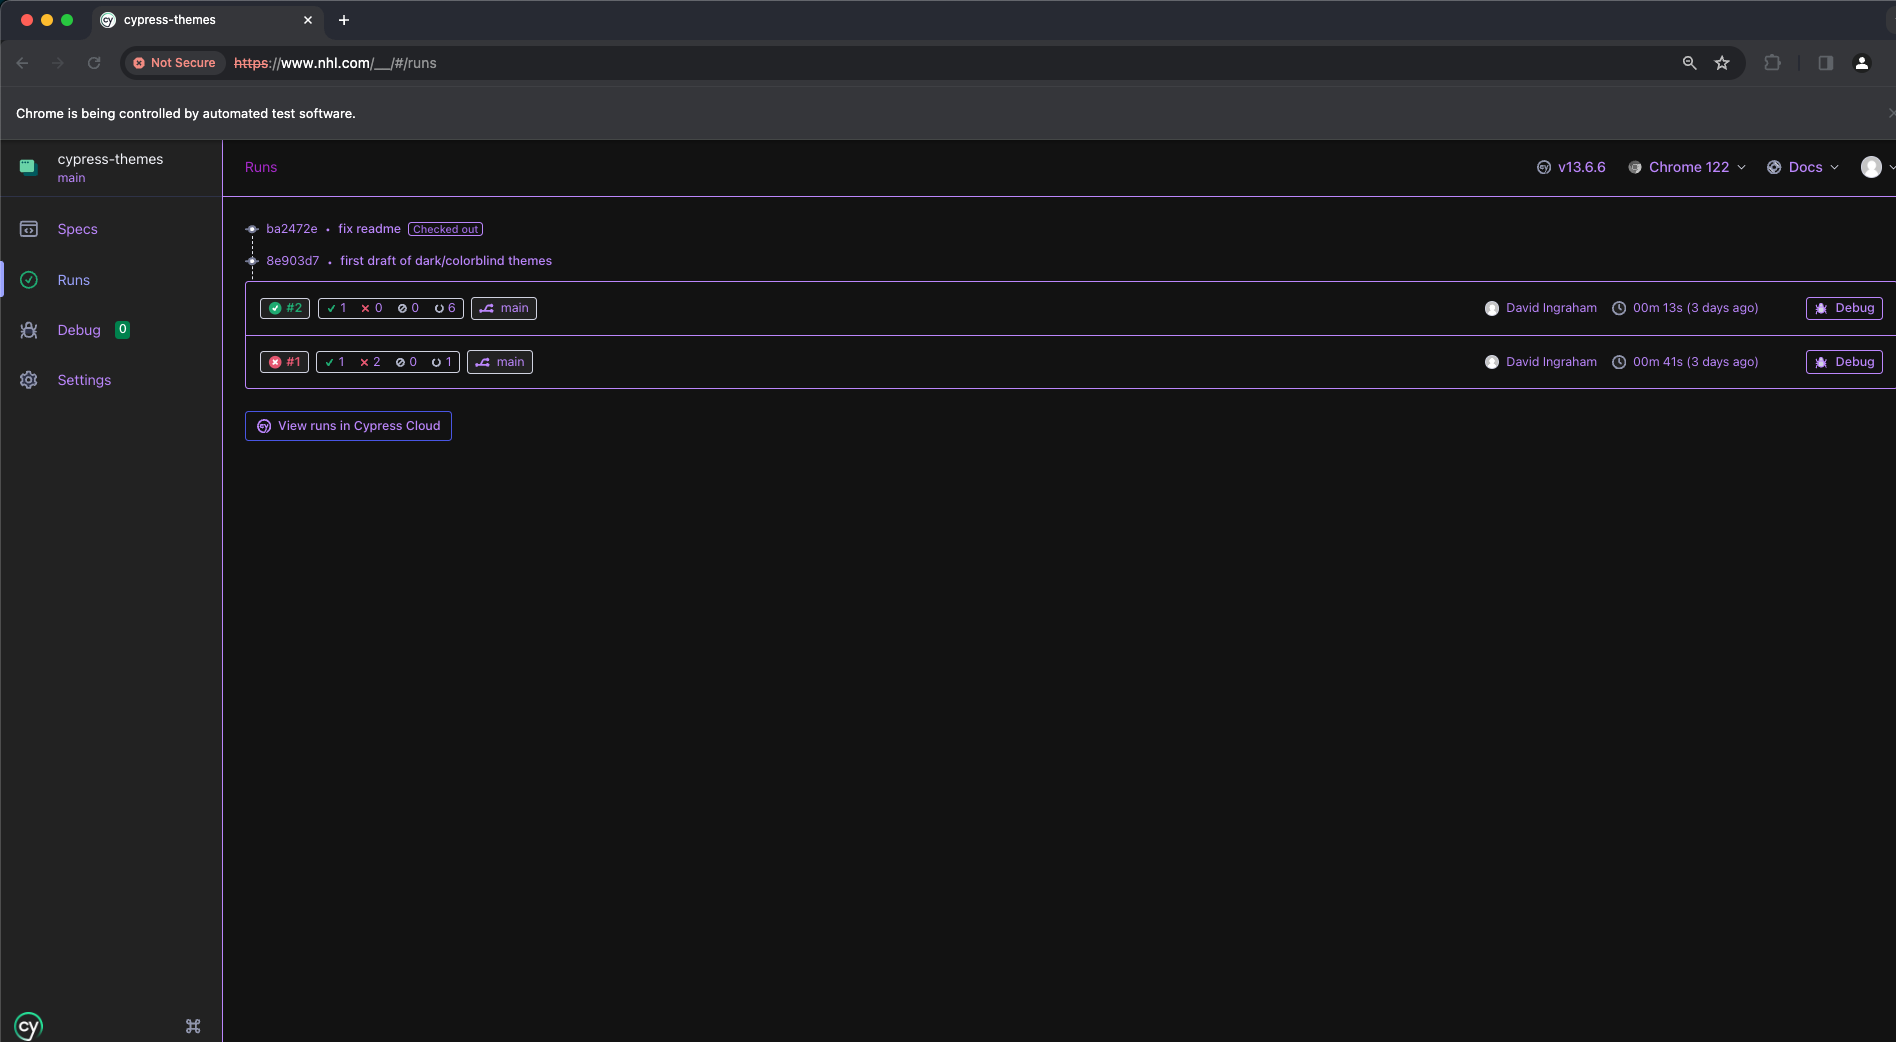 cypress-themes
Not Secure https://www.nhl.com/__/#/runs
Chrome is being controlled by automated test software.
cypress-themes
main
Runs
v13.6.6 Chrome 122 Docs
Specs
Runs
Debug 0
Settings
ba2472e • fix readme Checked out
8e903d7 • first draft of dark/colorblind themes
#2 1 0 0 6 main David Ingraham 00m 13s (3 days ago) Debug
#1 1 2 0 1 main David Ingraham 00m 41s (3 days ago) Debug
cy View runs in Cypress Cloud
cy